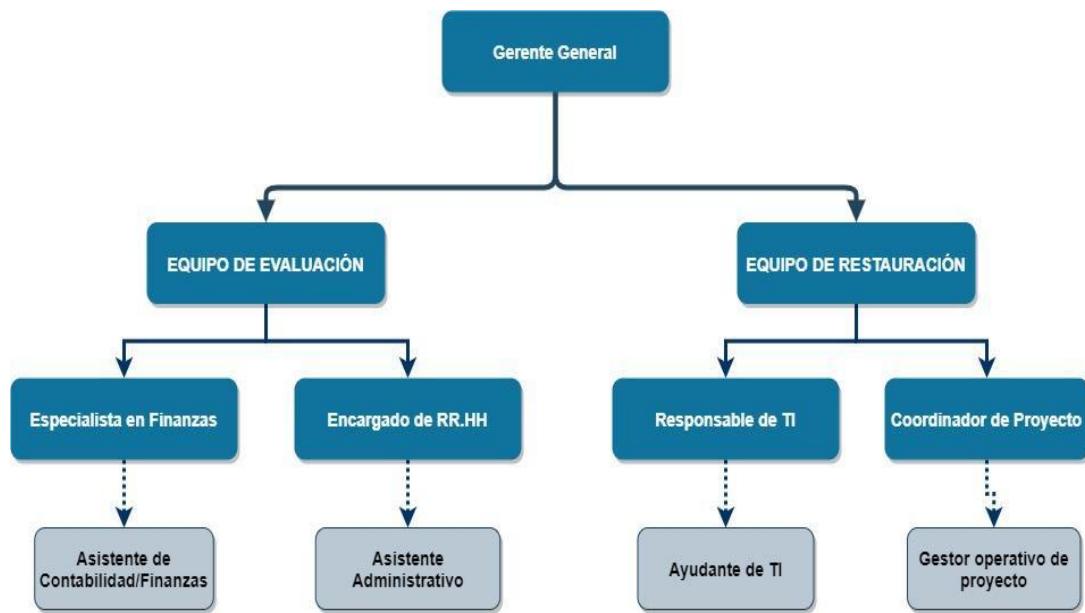 Gerente General
EQUIPO DE EVALUACIÓN
EQUIPO DE RESTAURACIÓN
Especialista en Finanzas
Encargado de RR.HH
Responsable de TI
Coordinador de Proyecto
Asistente de
Contabilidad/Finanzas
Asistente
Administrativo
Ayudante de TI
Gestor operativo de
proyecto